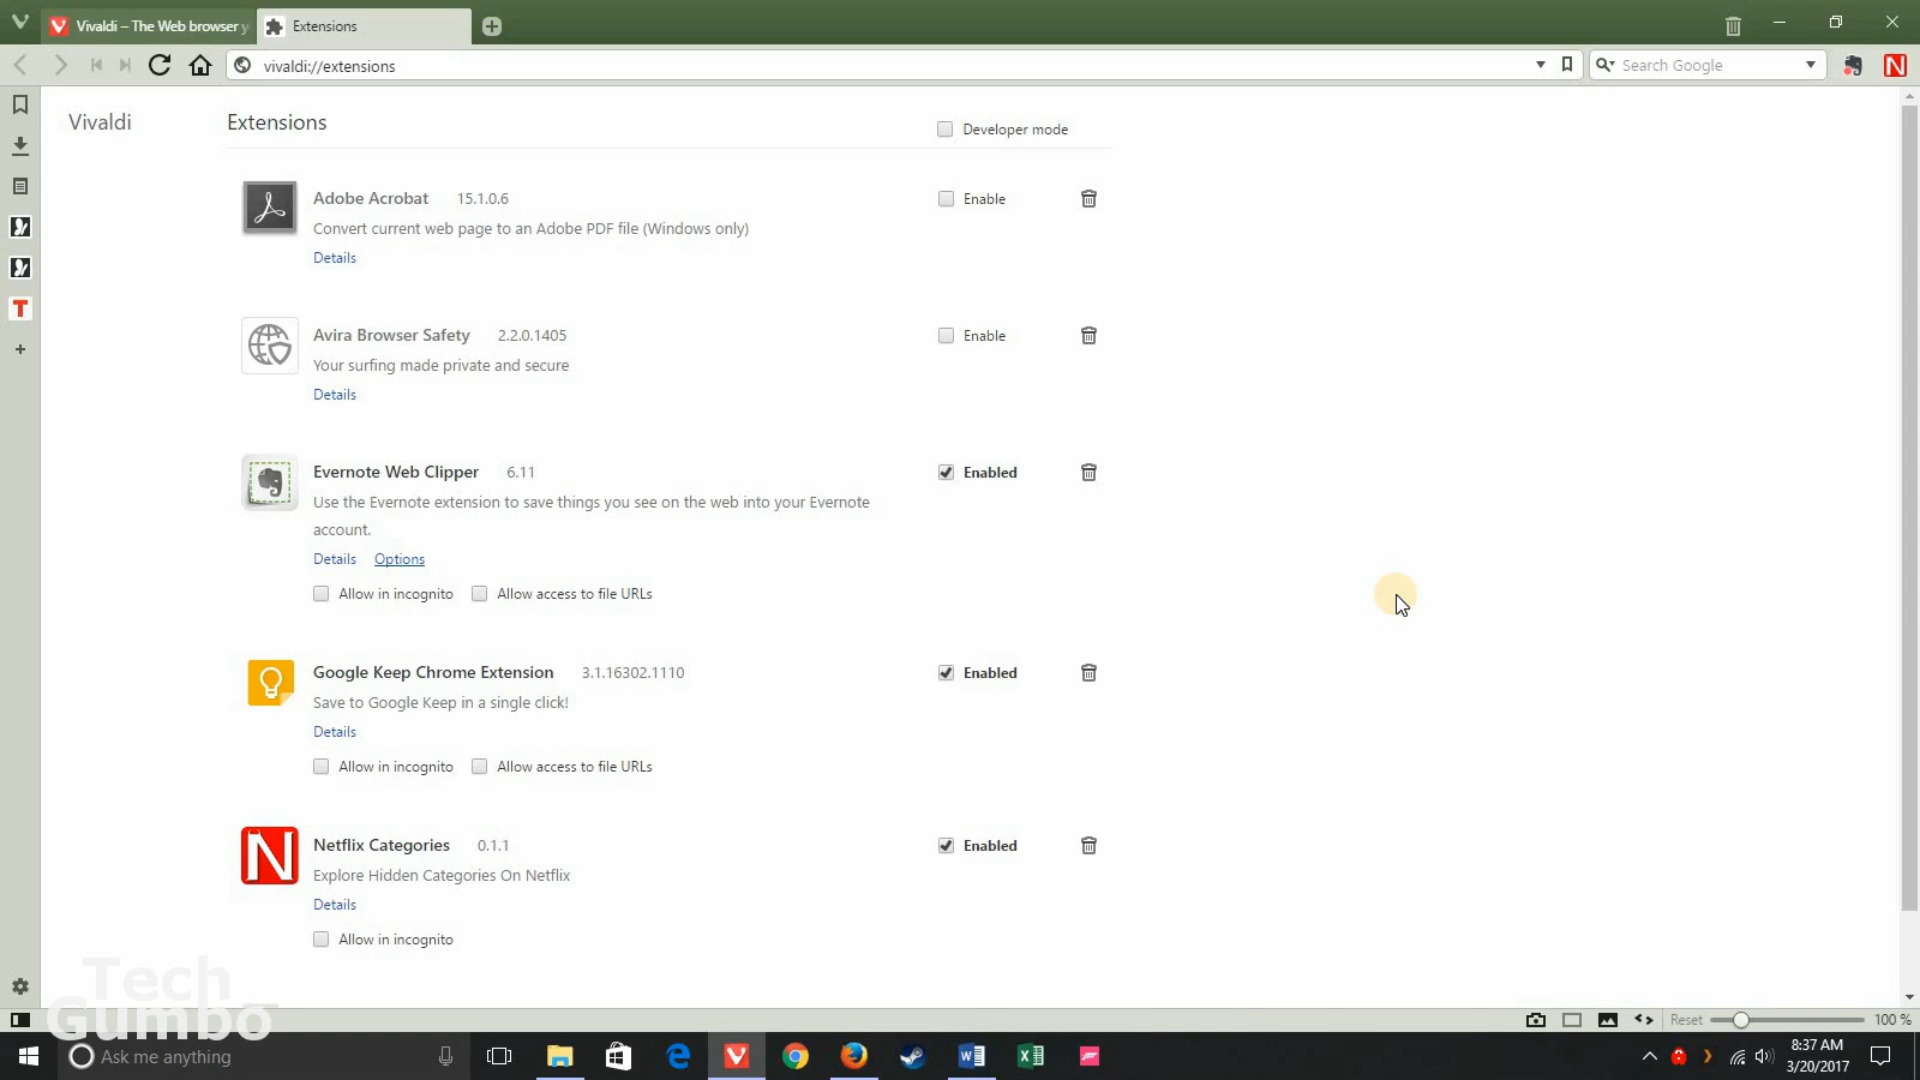 Vivaldi – The Web browser y
Extensions
vivaldi://extensions
Search Google
Vivaldi
Extensions
Developer mode
Adobe Acrobat 15.1.0.6
Enable
Convert current web page to an Adobe PDF file (Windows only)
Details
Avira Browser Safety 2.2.0.1405
Enable
Your surfing made private and secure
Details
Evernote Web Clipper 6.11
Enabled
Use the Evernote extension to save things you see on the web into your Evernote
account.
Details Options
Allow in incognito Allow access to file URLs
Google Keep Chrome Extension 3.1.16302.1110
Enabled
Save to Google Keep in a single click!
Details
Allow in incognito Allow access to file URLs
N
Netflix Categories 0.1.1
Enabled
Explore Hidden Categories On Netflix
Details
Allow in incognito
Tech
Gumbo
Reset 100 %
Ask me anything
8:37 AM
3/20/2017